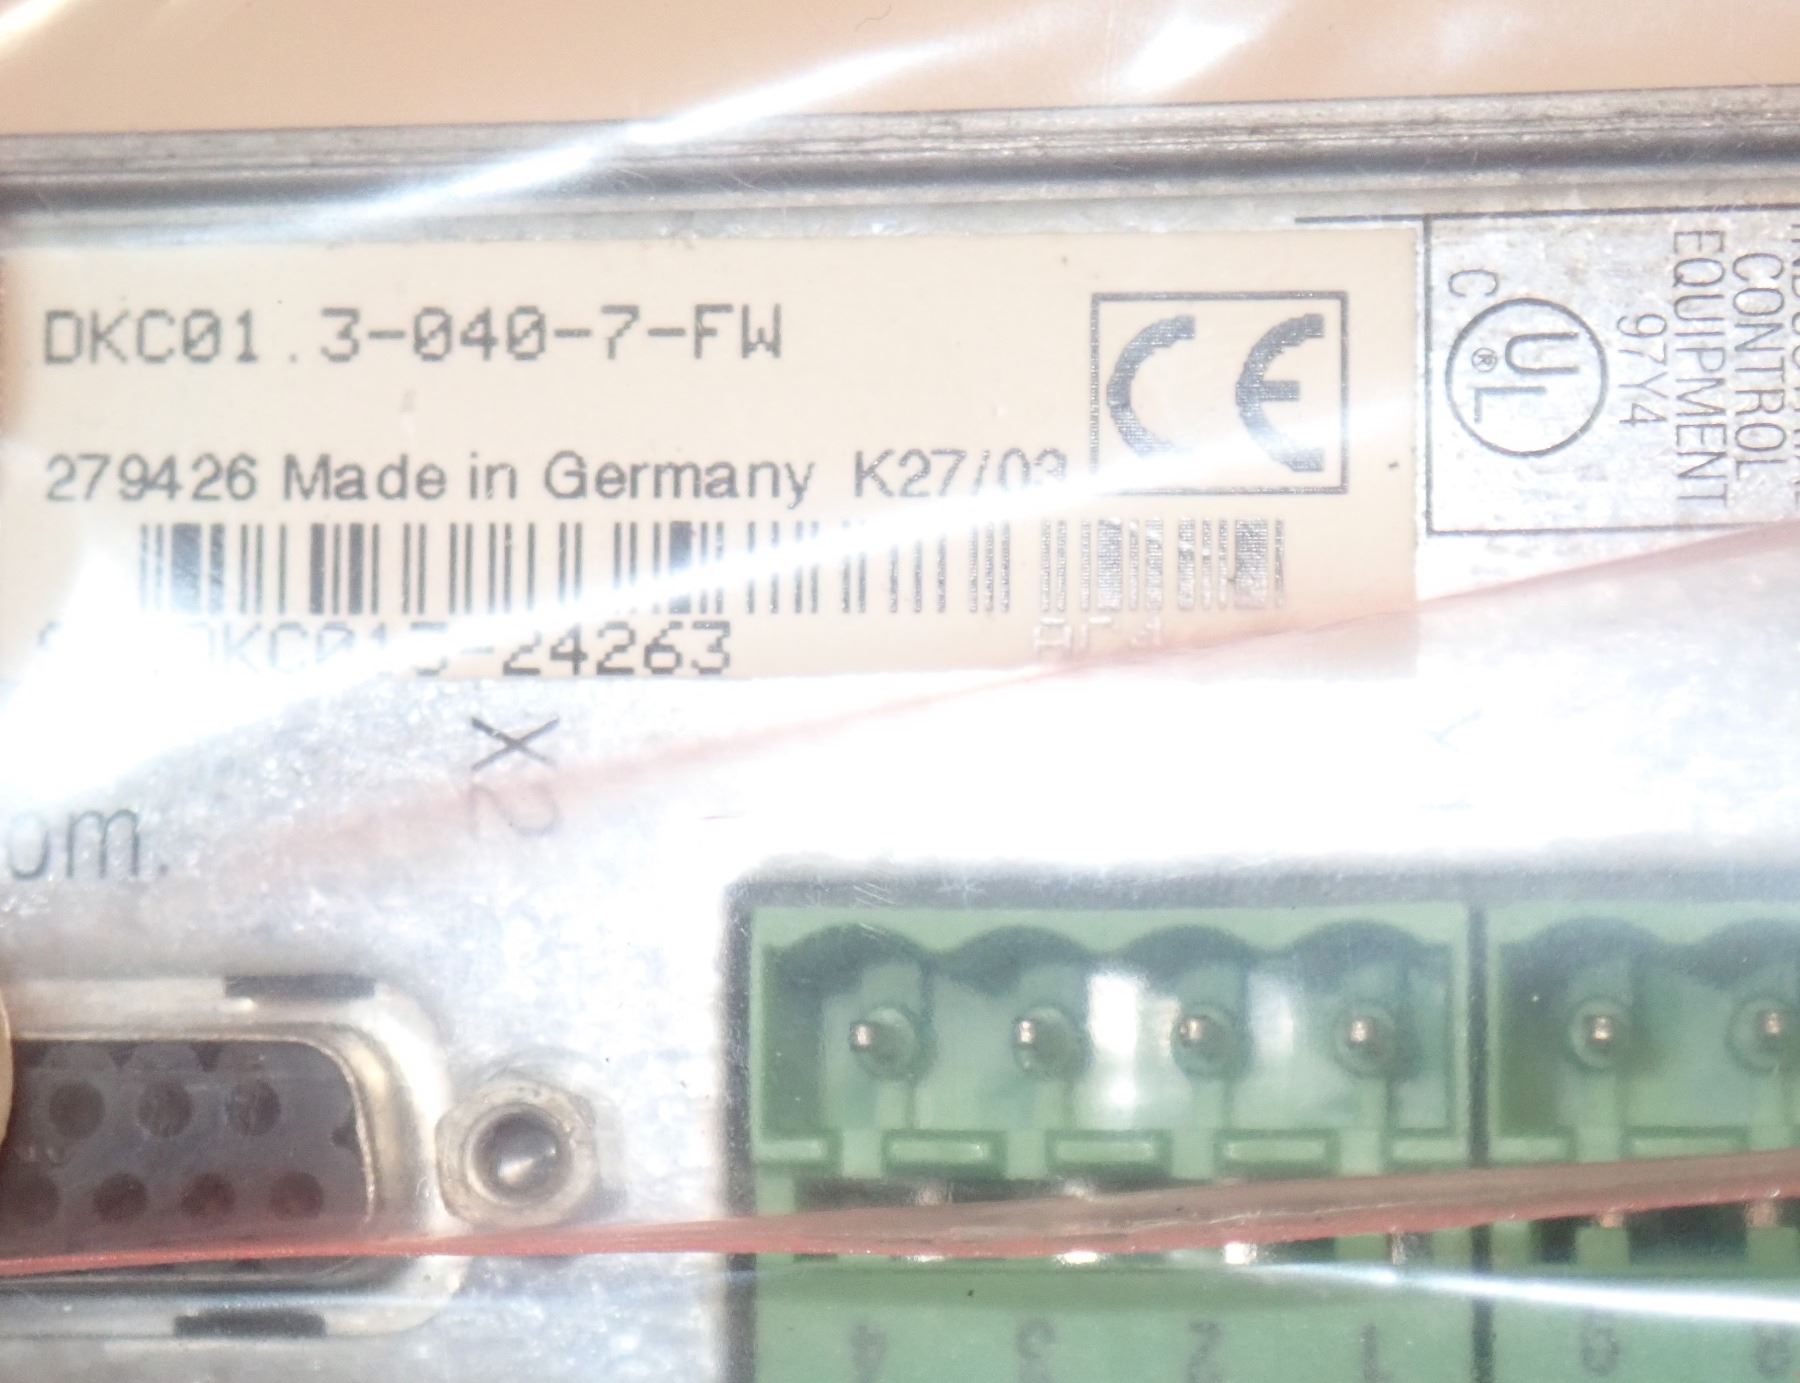 DKC01.3-040-7-FW
CE
279426 Made in Germany K27/03
DKC013-24263
X2
om.
C UL ®
CONTROL
EQUIPMENT
97Y4
4 3 2 1